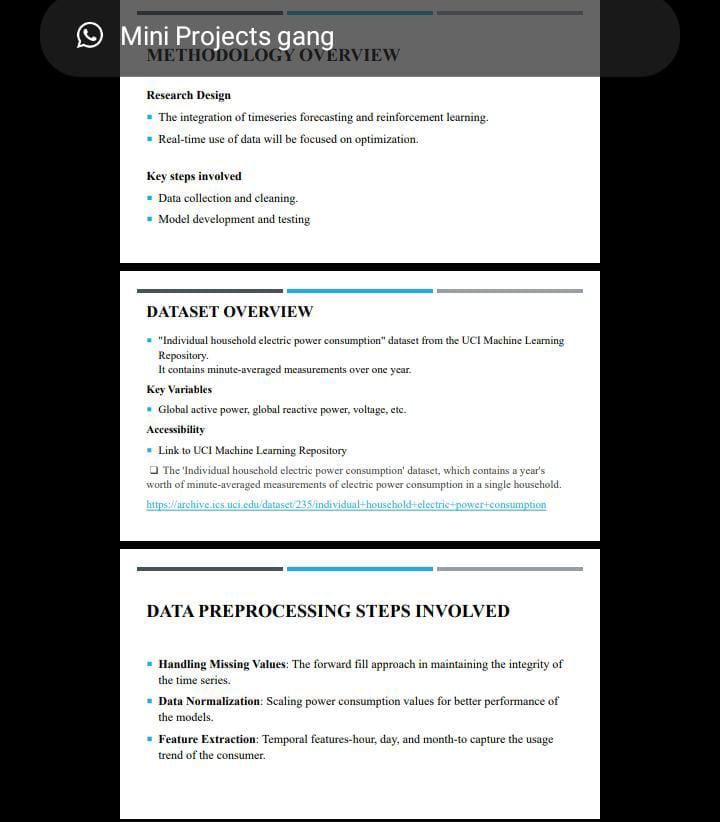 Mini Projects gang
METHODOLOGY OVERVIEW
Research Design
The integration of timeseries forecasting and reinforcement learning.
Real-time use of data will be focused on optimization.
Key steps involved
Data collection and cleaning.
Model development and testing
DATASET OVERVIEW
"Individual household electric power consumption" dataset from the UCI Machine Learning
Repository.
It contains minute-averaged measurements over one year.
Key Variables
Global active power, global reactive power, voltage, etc.
Accessibility
Link to UCI Machine Learning Repository
The 'Individual household electric power consumption' dataset, which contains a year's
worth of minute-averaged measurements of electric power consumption in a single household.
https://archive.ics.uci.edu/dataset/235/individual+household+electric+power+consumption
DATA PREPROCESSING STEPS INVOLVED
Handling Missing Values: The forward fill approach in maintaining the integrity of
the time series.
Data Normalization: Scaling power consumption values for better performance of
the models.
Feature Extraction: Temporal features-hour, day, and month-to capture the usage
trend of the consumer.